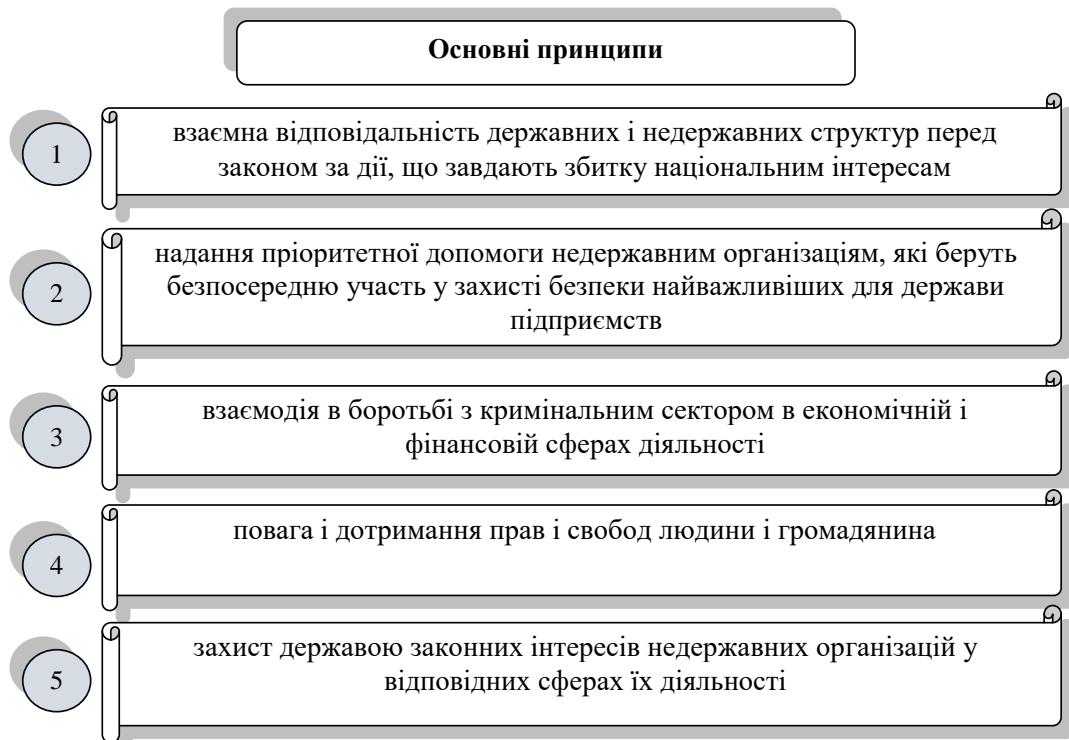 Основні принципи
1
взаємна відповідальність державних і недержавних структур перед
законом за дії, що завдають збитку національним інтересам
2
надання пріоритетної допомоги недержавним організаціям, які беруть
безпосередню участь у захисті безпеки найважливіших для держави
підприємств
3
взаємодія в боротьбі з кримінальним сектором в економічній і
фінансовій сферах діяльності
4
повага і дотримання прав і свобод людини і громадянина
5
захист державою законних інтересів недержавних організацій у
відповідних сферах їх діяльності